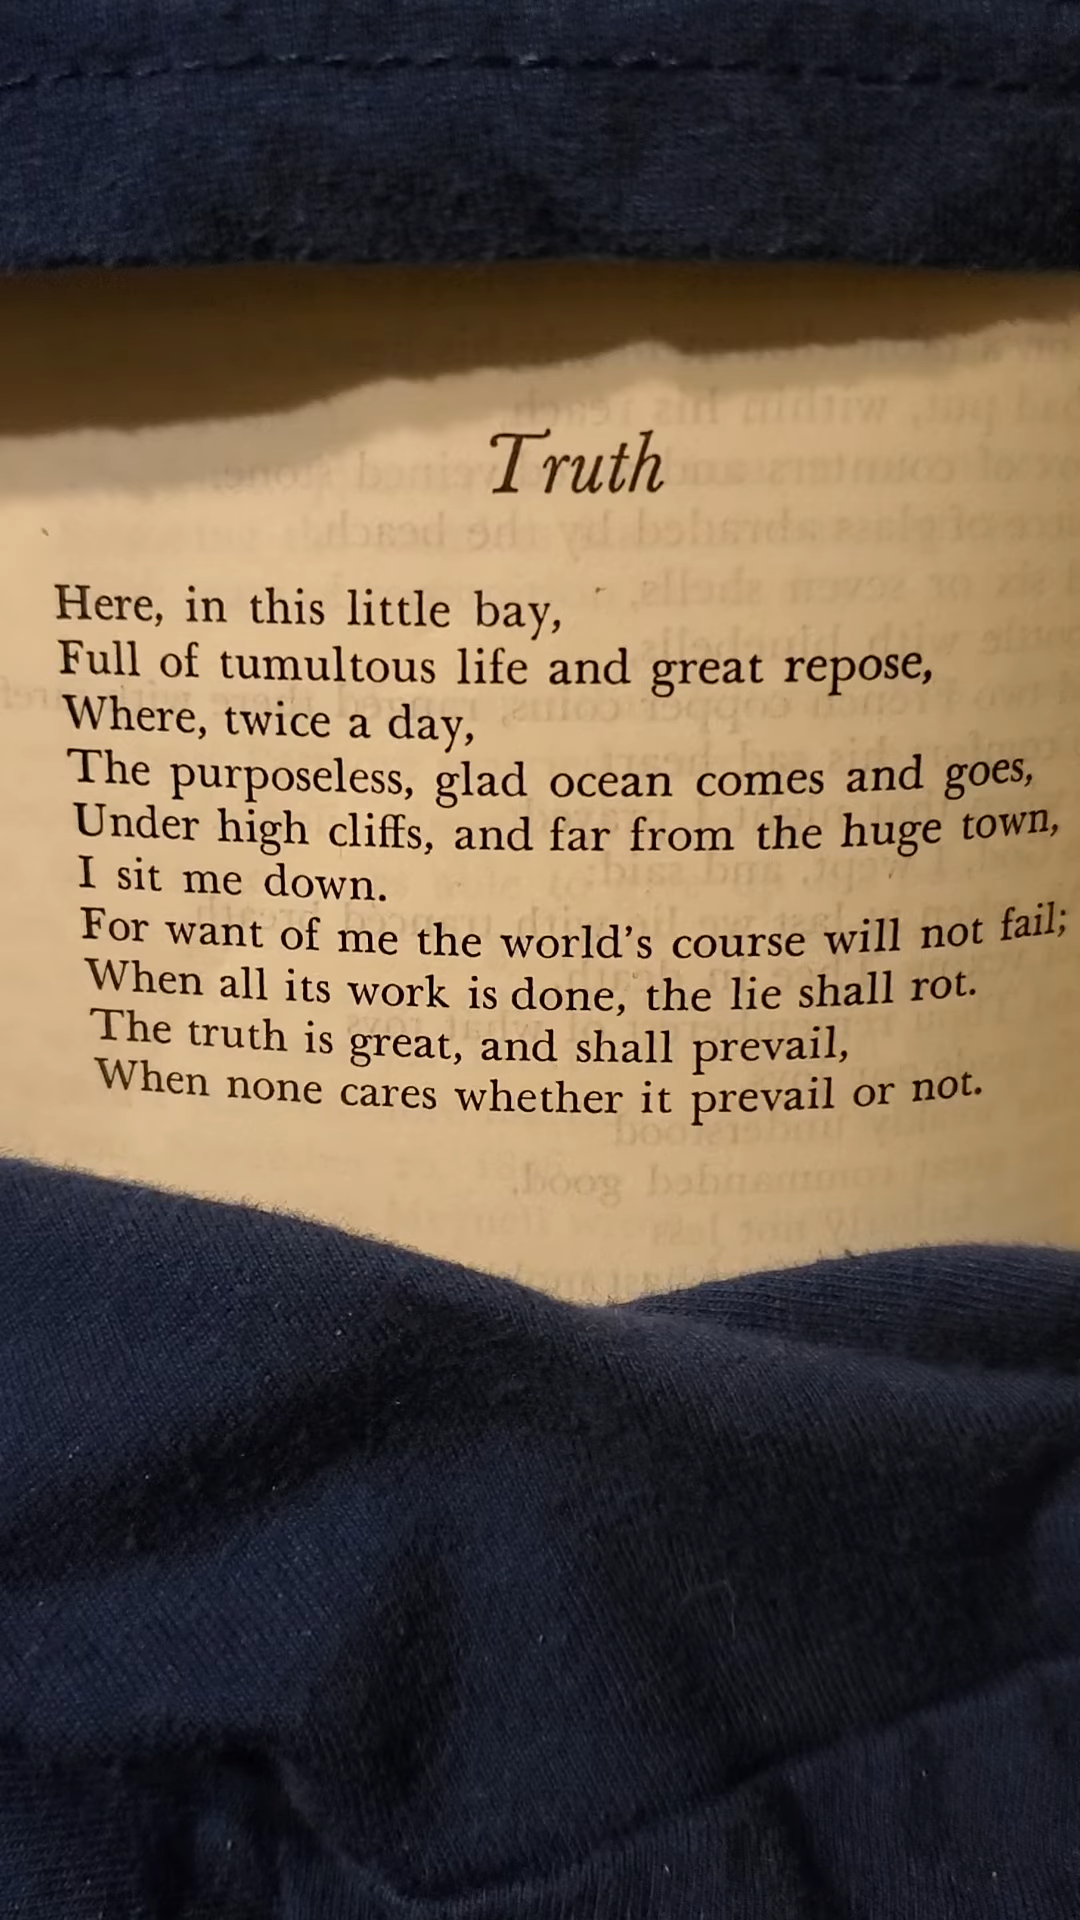 Truth
Here, in this little bay,
Full of tumultous life and great repose,
Where, twice a day,
The purposeless, glad ocean comes and goes,
Under high cliffs, and far from the huge town,
I sit me down.
For want of me the world's course will not fail;
When all its work is done, the lie shall rot.
The truth is great, and shall prevail,
When none cares whether it prevail or not.